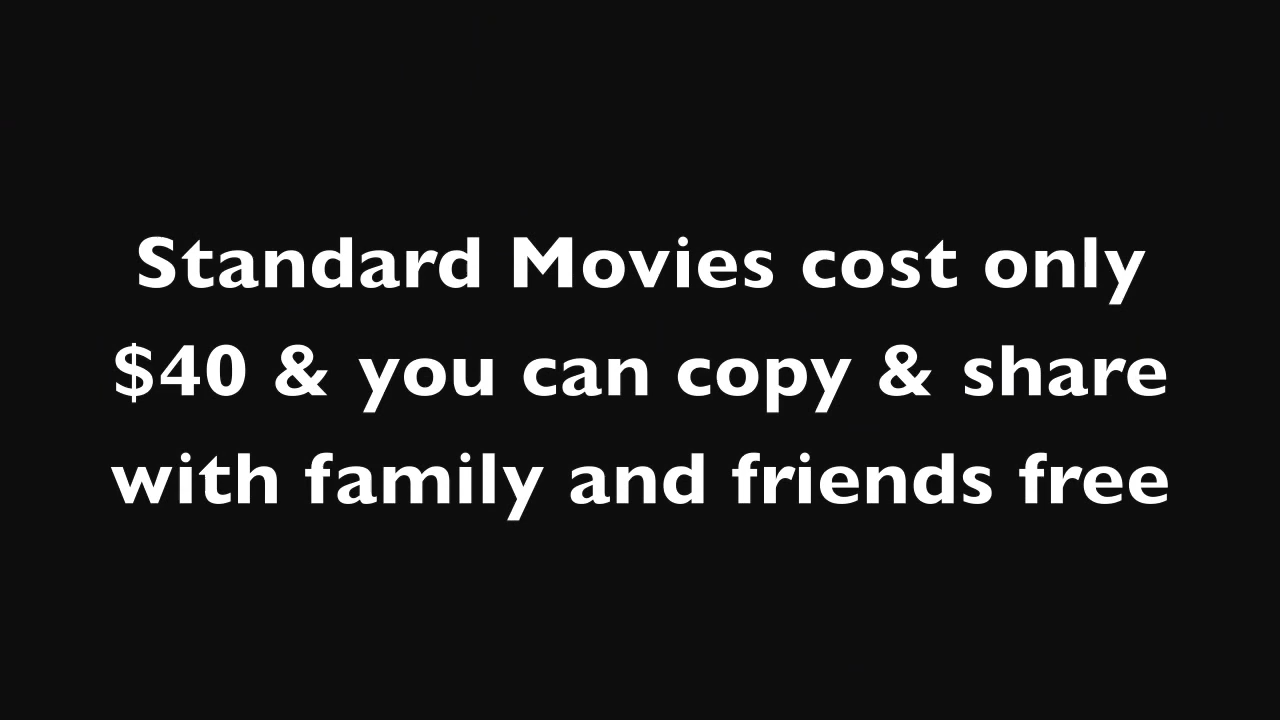 Standard Movies cost only
$40 & you can copy & share
with family and friends free